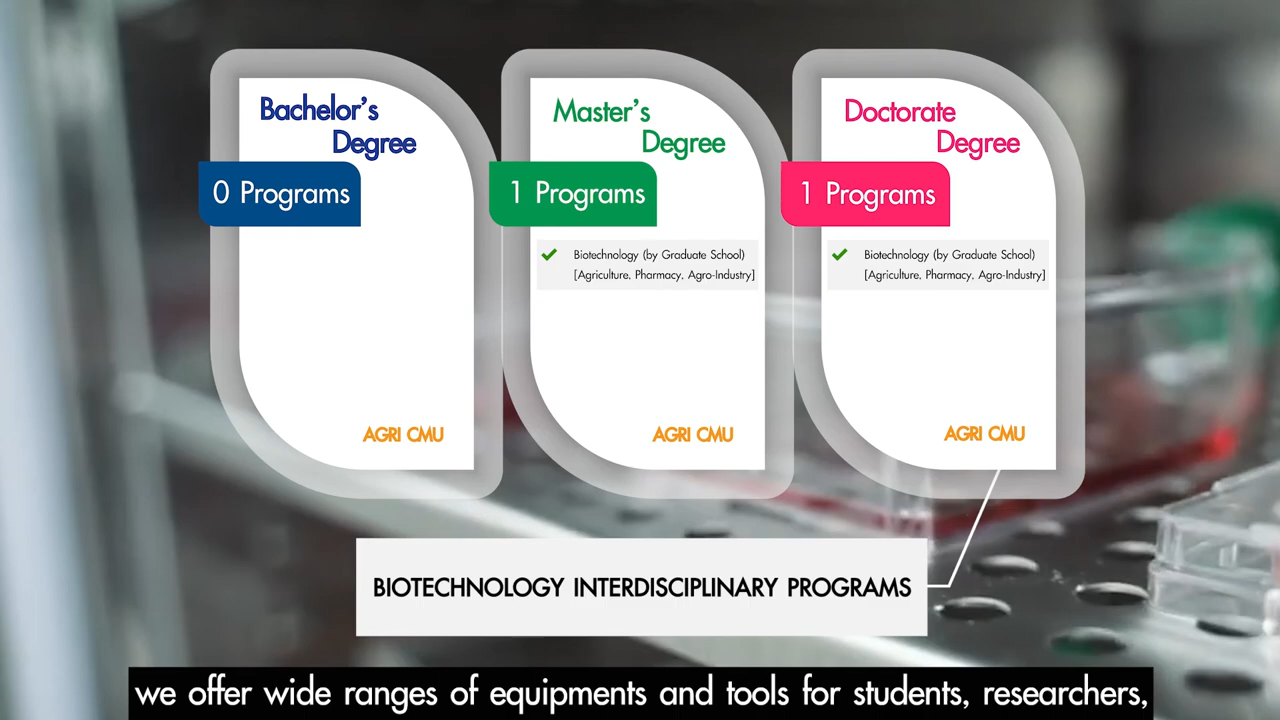 Bachelor's
Degree
0 Programs
AGRI CMU
Master's
Degree
1 Programs
Biotechnology (by Graduate School)
[Agriculture, Pharmacy, Agro-Industry]
AGRI CMU
Doctorate
Degree
1 Programs
Biotechnology (by Graduate School)
[Agriculture, Pharmacy, Agro-Industry]
AGRI CMU
BIOTECHNOLOGY INTERDISCIPLINARY PROGRAMS
we offer wide ranges of equipments and tools for students, researchers,